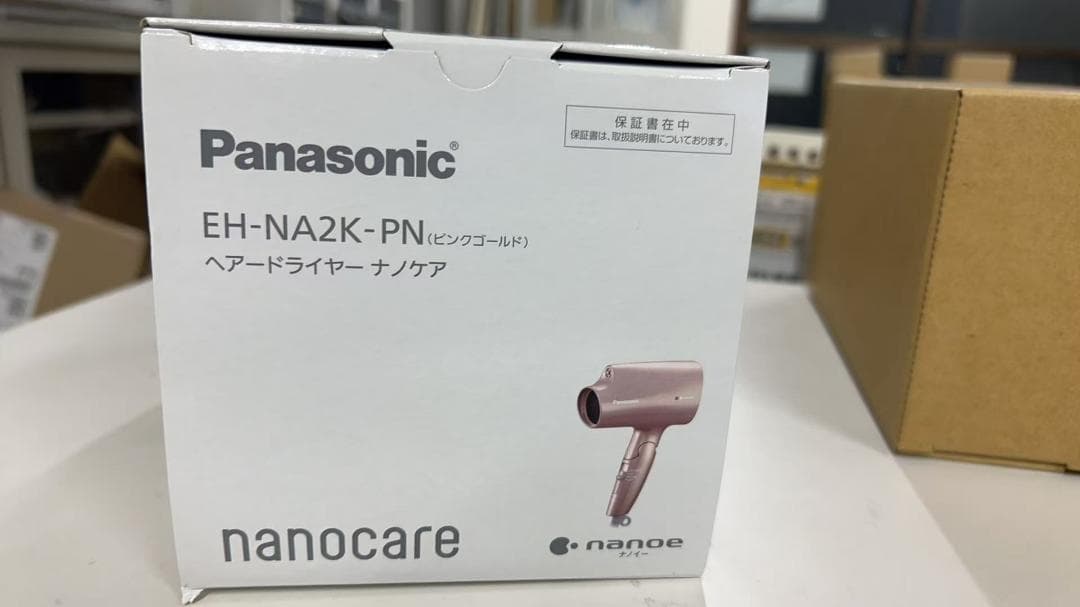 保証書在中
保証書は、取扱説明書についております。
Panasonic®
EH-NA2K-PN(ピンクゴールド)
ヘアードライヤー ナノケア
Panasonic
nanocare
nanoe
ナノイー